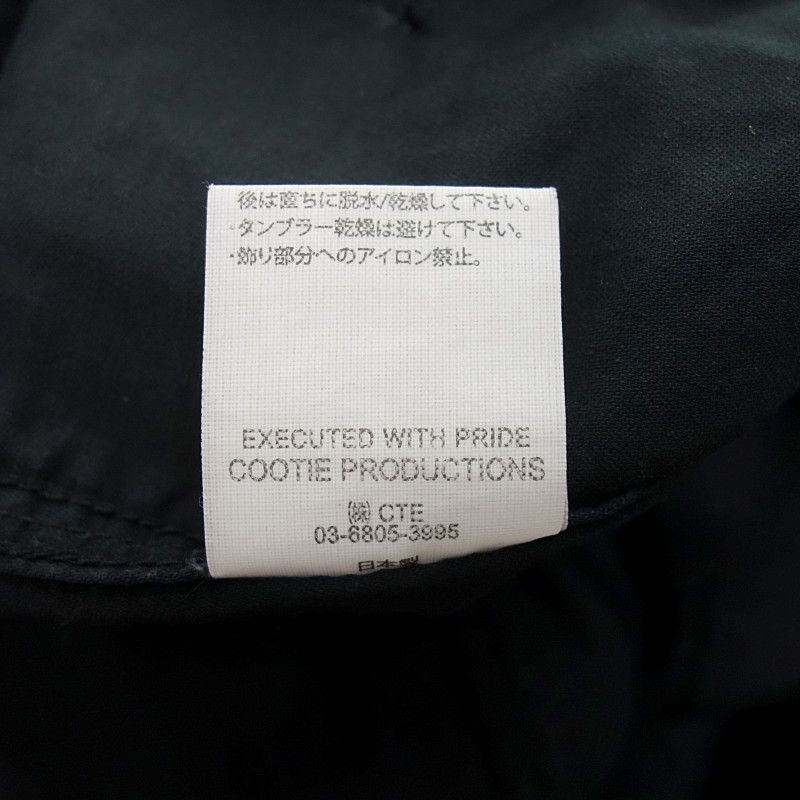 後は直ちに脱水/乾燥して下さい。
・タンブラー乾燥は避けて下さい。
・飾り部分へのアイロン禁止。
EXECUTED WITH PRIDE
COOTIE PRODUCTIONS
㈱ CTE
03-6805-3995
日本製